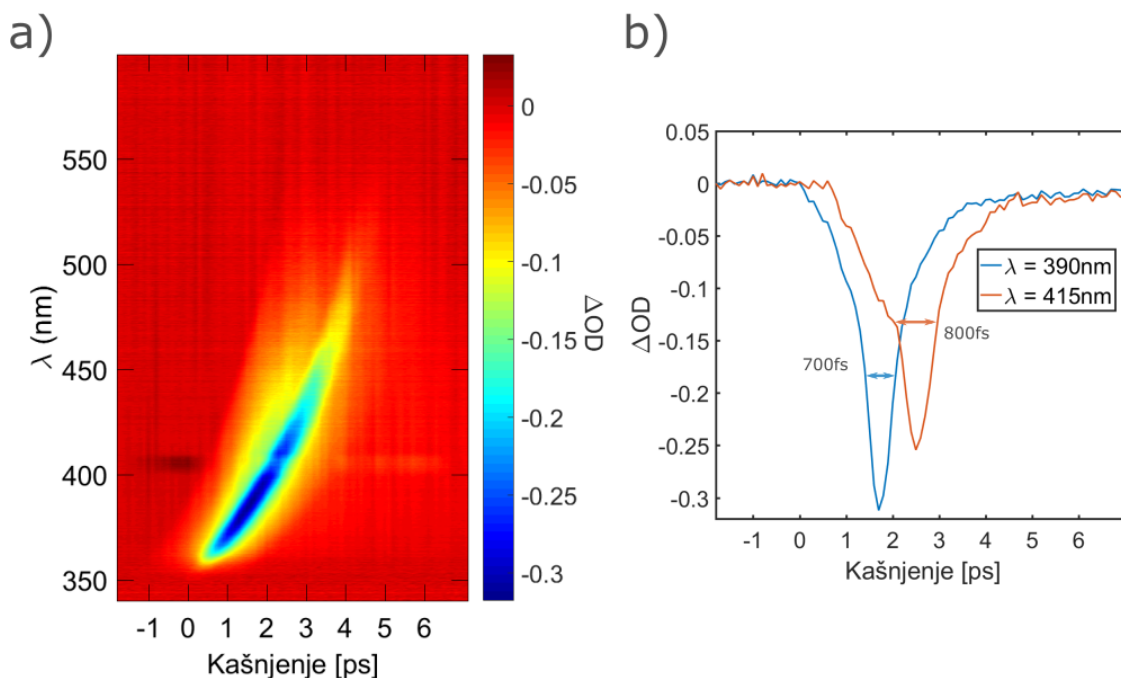 a)
λ (nm)
550
500
450
400
350
-1 0 1 2 3 4 5 6
Kašnjenje [ps]
0
-0.05
-0.1
-0.15
-0.2
-0.25
-0.3
ΔOD
b)
ΔOD
0.05
0
-0.05
-0.1
-0.15
-0.2
-0.25
-0.3
λ = 390nm
λ = 415nm
800fs
700fs
-1 0 1 2 3 4 5 6
Kašnjenje [ps]